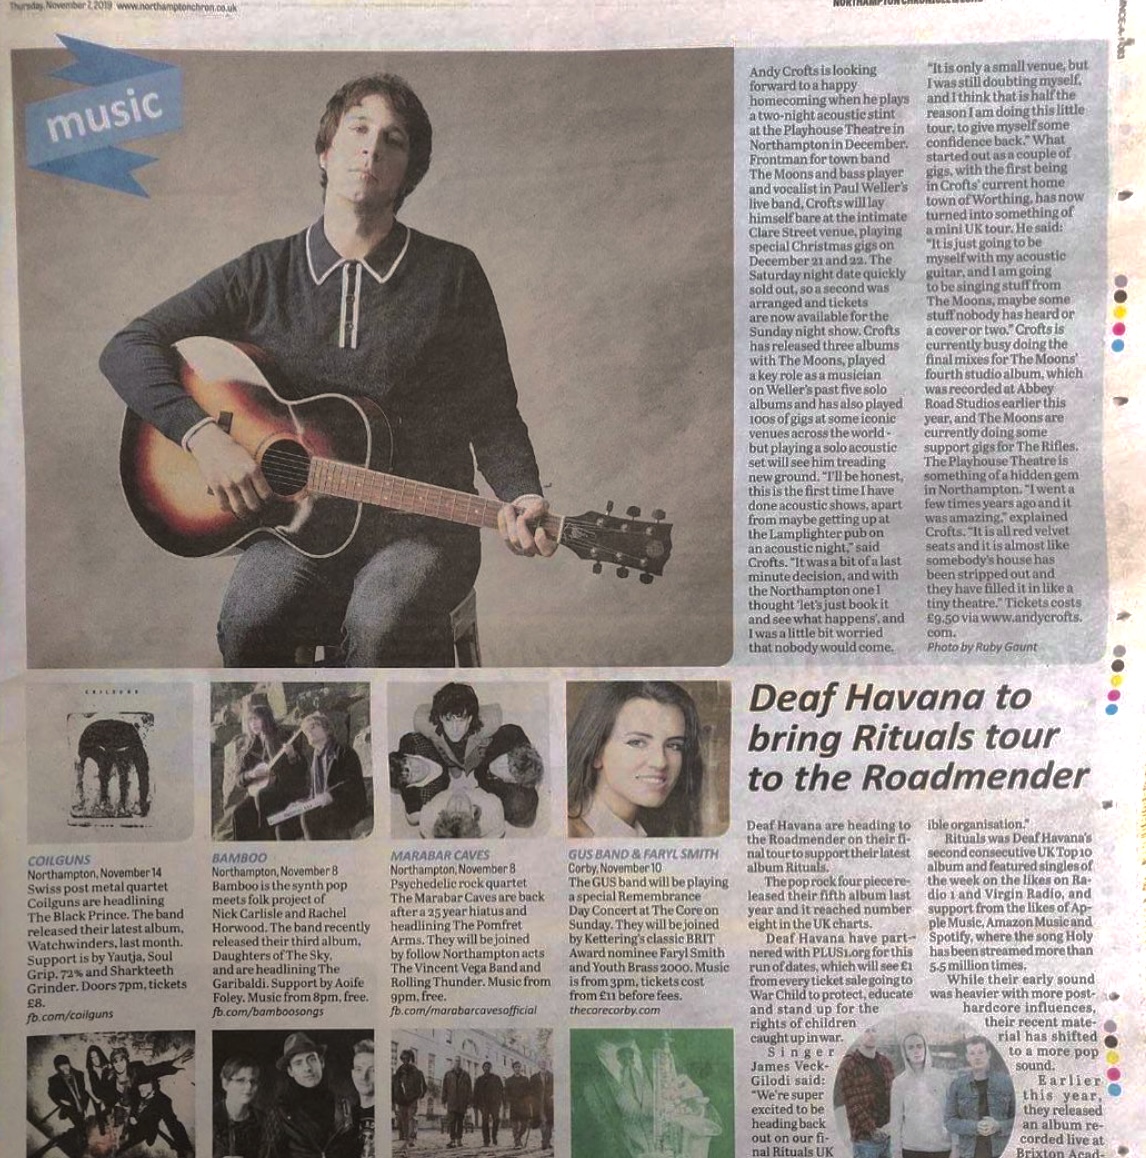 Thursday, November 7, 2019 www.northamptonchron.co.uk
music
Andy Crofts is looking
forward to a happy
homecoming when he plays
a two-night acoustic stint
at the Playhouse Theatre in
Northampton in December.
Frontman for town band
The Moons and bass player
and vocalist in Paul Weller's
live band, Crofts will lay
himself bare at the intimate
Clare Street venue, playing
special Christmas gigs on
December 21 and 22. The
Saturday night date quickly
sold out, so a second was
arranged and tickets
are now available for the
Sunday night show. Crofts
has released three albums
with The Moons, played
a key role as a musician
on Weller's past five solo
albums and has also played
100s of gigs at some iconic
venues across the world -
but playing a solo acoustic
set will see him treading
new ground. "I'll be honest,
this is the first time I have
done acoustic shows, apart
from maybe getting up at
the Lamplighter pub on
an acoustic night," said
Crofts. "It was a bit of a last
minute decision, and with
the Northampton one I
thought 'let's just book it
and see what happens', and
I was a little bit worried
that nobody would come.
"It is only a small venue, but
I was still doubting myself,
and I think that is half the
reason I am doing this little
tour, to give myself some
confidence back." What
started out as a couple of
gigs, with the first being
in Crofts' current home
town of Worthing, has now
turned into something of
a mini UK tour. He said:
"It is just going to be
myself with my acoustic
guitar, and I am going
to be singing stuff from
The Moons, maybe some
stuff nobody has heard or
a cover or two." Crofts is
currently busy doing the
final mixes for The Moons'
fourth studio album, which
was recorded at Abbey
Road Studios earlier this
year, and The Moons are
currently doing some
support gigs for The Rifles.
The Playhouse Theatre is
something of a hidden gem
in Northampton. "I went a
few times years ago and it
was amazing," explained
Crofts. "It is all red velvet
seats and it is almost like
somebody's house has
been stripped out and
they have filled it in like a
tiny theatre." Tickets costs
£9.50 via www.andycrofts.
com.
Photo by Ruby Gaunt
COILGUNS
COILGUNS
Northampton, November 14
Swiss post metal quartet
Coilguns are headlining
The Black Prince. The band
released their latest album,
Watchwinders, last month.
Support is by Yautja, Soul
Grip, 72% and Sharkteeth
Grinder. Doors 7pm, tickets
£8.
fb.com/coilguns
BAMBOO
Northampton, November 8
Bamboo is the synth pop
meets folk project of
Nick Carlisle and Rachel
Horwood. The band recently
released their third album,
Daughters of The Sky,
and are headlining The
Garibaldi. Support by Aoife
Foley. Music from 8pm, free.
fb.com/bamboosongs
MARABAR CAVES
Northampton, November 8
Psychedelic rock quartet
The Marabar Caves are back
after a 25 year hiatus and
headlining The Pomfret
Arms. They will be joined
by follow Northampton acts
The Vincent Vega Band and
Rolling Thunder. Music from
9pm, free.
fb.com/marabarcavesofficial
GUS BAND & FARYL SMITH
Corby, November 10
The GUS band will be playing
a special Remembrance
Day Concert at The Core on
Sunday. They will be joined
by Kettering's classic BRIT
Award nominee Faryl Smith
and Youth Brass 2000. Music
is from 3pm, tickets cost
from £11 before fees.
thecorecorby.com
Deaf Havana to
bring Rituals tour
to the Roadmender
Deaf Havana are heading to
the Roadmender on their fi-
nal tour to support their latest
album Rituals.
The pop rock four piece re-
leased their fifth album last
year and it reached number
eight in the UK charts.
Deaf Havana have part-
nered with PLUS1.org for this
run of dates, which will see £1
from every ticket sale going to
War Child to protect, educate
and stand up for the
rights of children
caught up in war.
Singer
James Veck-
Gilodi said:
"We're super
excited to be
heading back
out on our fi-
nal Rituals UK
ible organisation."
Rituals was Deaf Havana's
second consecutive UK Top 10
album and featured singles of
the week on the likes on Ra-
dio 1 and Virgin Radio, and
support from the likes of Ap-
ple Music, Amazon Music and
Spotify, where the song Holy
has been streamed more than
5.5 million times.
While their early sound
was heavier with more post-
hardcore influences,
their recent mate-
rial has shifted
to a more pop
sound.
Earlier
this year,
they released
an album re-
corded live at
Brixton Acad-